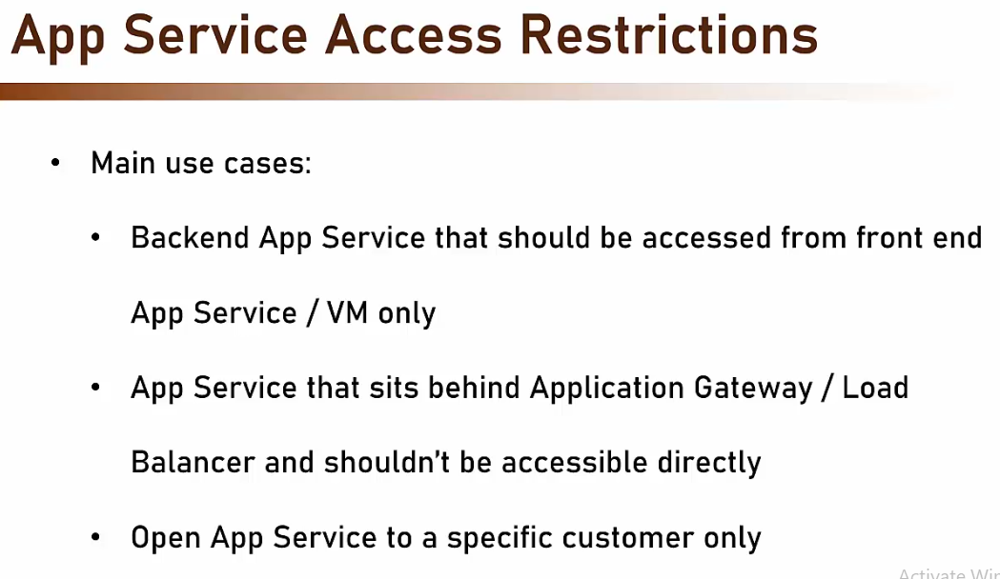 App Service Access Restrictions
• Main use cases:
• Backend App Service that should be accessed from front end
App Service / VM only
• App Service that sits behind Application Gateway / Load
Balancer and shouldn't be accessible directly
• Open App Service to a specific customer only
Activate